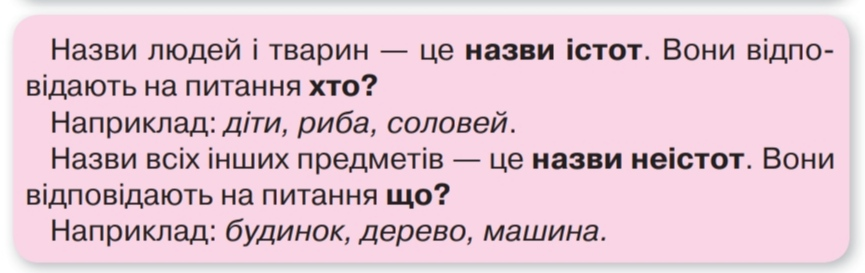 Назви людей і тварин — це назви істот. Вони відпо-
відають на питання хто?
Наприклад: діти, риба, соловей.
Назви всіх інших предметів — це назви неістот. Вони
відповідають на питання що?
Наприклад: будинок, дерево, машина.